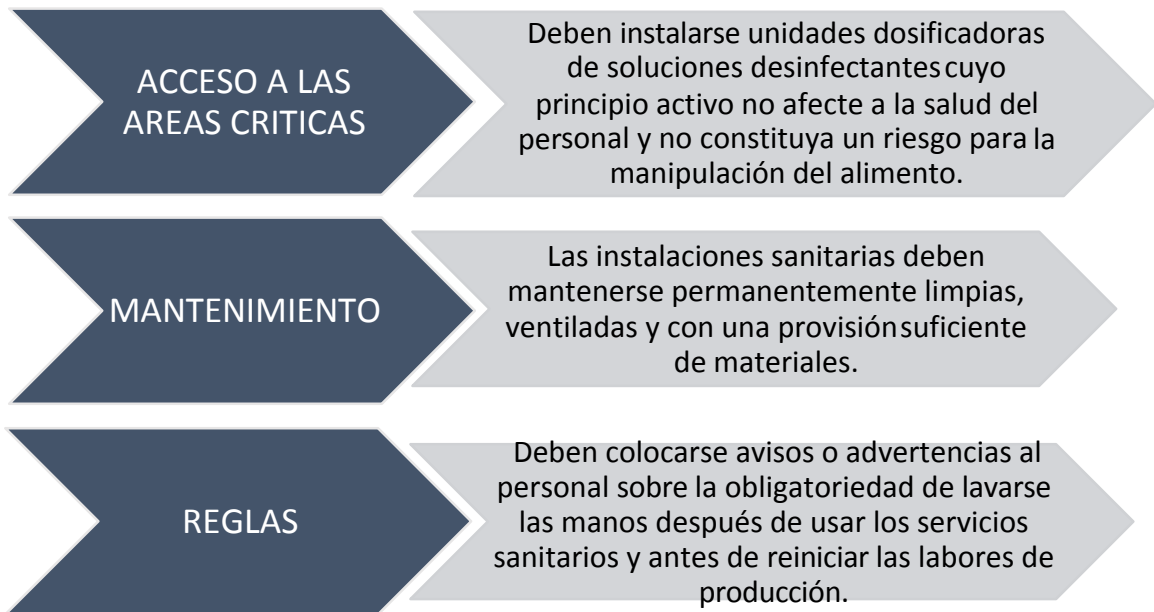 ACCESO A LAS
AREAS CRITICAS
Deben instalarse unidades dosificadoras
de soluciones desinfectantes cuyo
principio activo no afecte a la salud del
personal y no constituya un riesgo para la
manipulación del alimento.
MANTENIMIENTO
Las instalaciones sanitarias deben
mantenerse permanentemente limpias,
ventiladas y con una provisión suficiente
de materiales.
REGLAS
Deben colocarse avisos o advertencias al
personal sobre la obligatoriedad de lavarse
las manos después de usar los servicios
sanitarios y antes de reiniciar las labores de
producción.